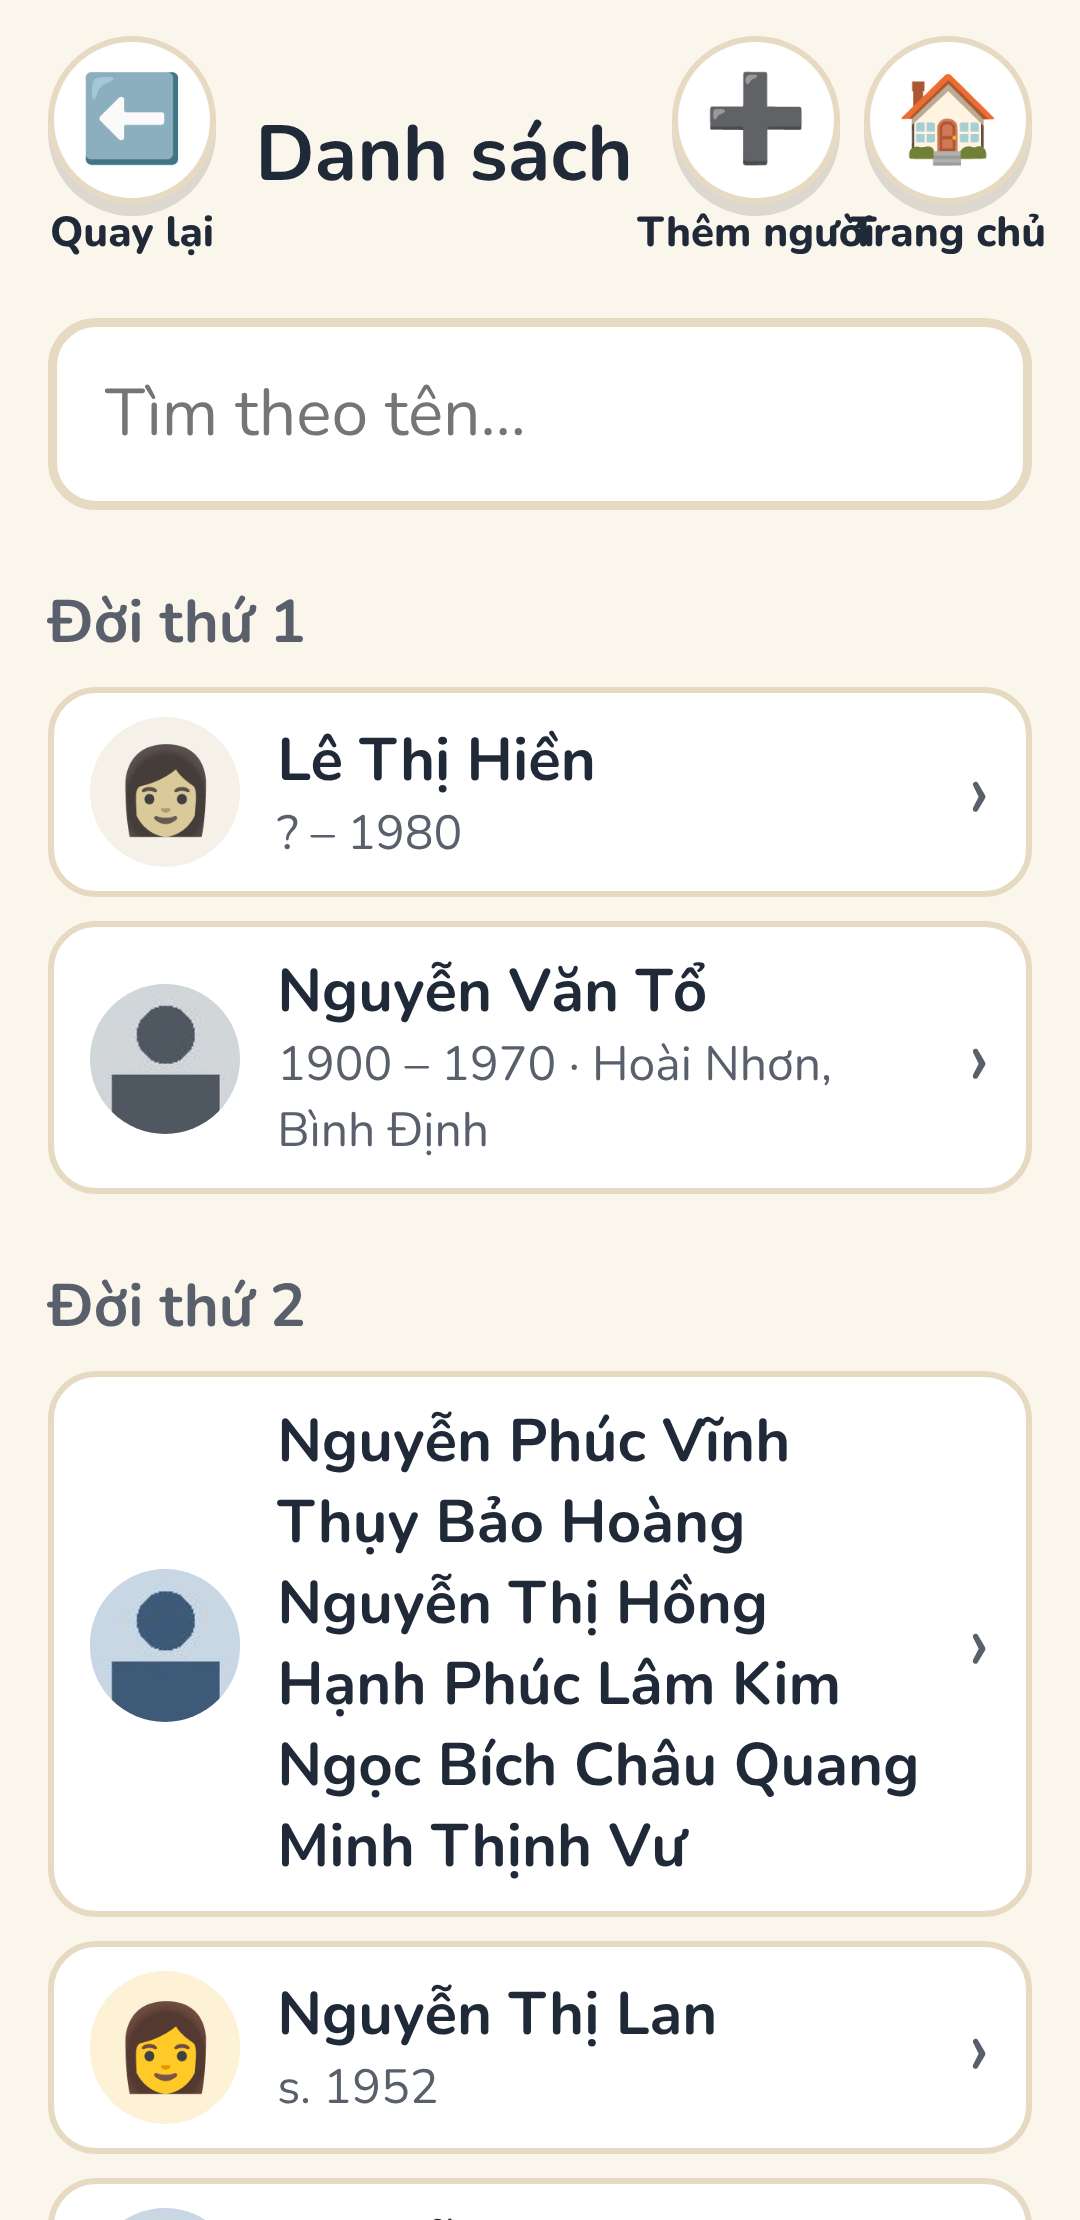 Danh sách
Quay lại
Thêm người
Trang chủ
Tìm theo tên...
Đời thứ 1
Lê Thị Hiền
? – 1980
›
Nguyễn Văn Tổ
1900 – 1970 · Hoài Nhơn,
Bình Định
›
Đời thứ 2
Nguyễn Phúc Vĩnh
Thụy Bảo Hoàng
Nguyễn Thị Hồng
Hạnh Phúc Lâm Kim
Ngọc Bích Châu Quang
Minh Thịnh Vư
›
Nguyễn Thị Lan
s. 1952
›